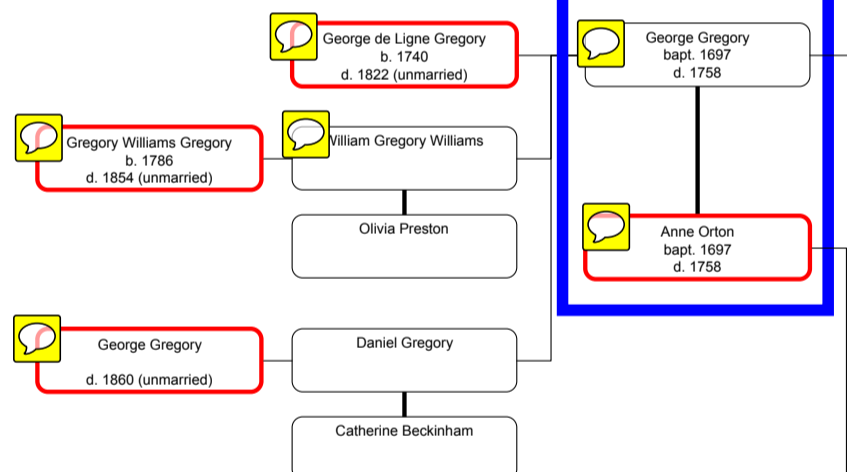 George de Ligne Gregory
b. 1740
d. 1822 (unmarried)
George Gregory
bapt. 1697
d. 1758
Gregory Williams Gregory
b. 1786
d. 1854 (unmarried)
William Gregory Williams
Olivia Preston
Anne Orton
bapt. 1697
d. 1758
George Gregory
d. 1860 (unmarried)
Daniel Gregory
Catherine Beckinham